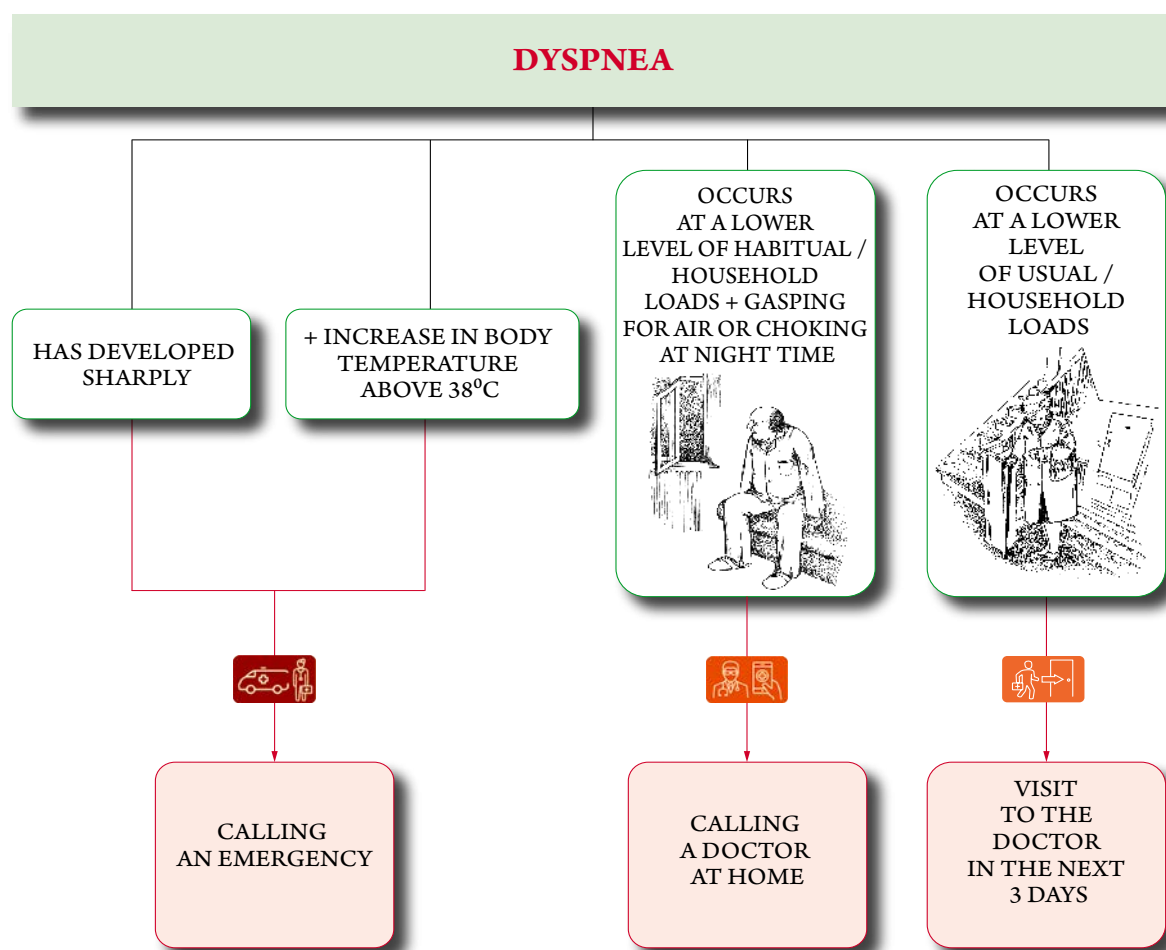 DYSPNEA
HAS DEVELOPED
SHARPLY
+ INCREASE IN BODY
TEMPERATURE
ABOVE 38⁰C
OCCURS
AT A LOWER
LEVEL OF HABITUAL /
HOUSEHOLD
LOADS + GASPING
FOR AIR OR CHOKING
AT NIGHT TIME
OCCURS
AT A LOWER
LEVEL
OF USUAL /
HOUSEHOLD
LOADS
CALLING
AN EMERGENCY
CALLING
A DOCTOR
AT HOME
VISIT
TO THE
DOCTOR
IN THE NEXT
3 DAYS